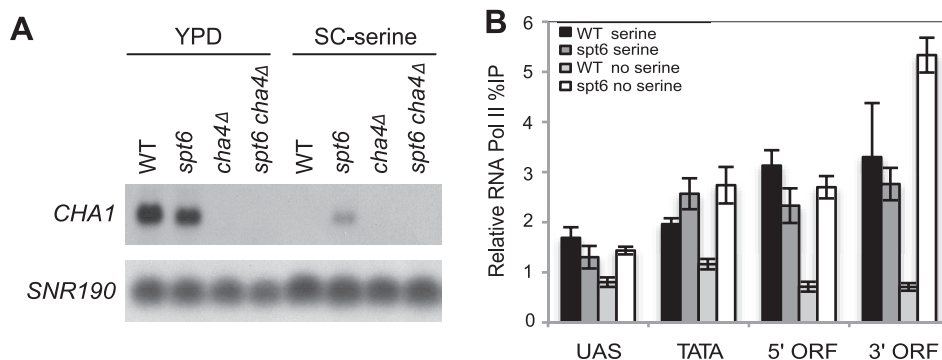 A
YPD SC-serine
WT spt6 cha4Δ spt6 cha4Δ WT spt6 cha4Δ spt6 cha4Δ
CHA1
SNR190
B
Relative RNA Pol II %IP
6
5
4
3
2
1
0
WT serine
spt6 serine
WT no serine
spt6 no serine
UAS TATA 5' ORF 3' ORF